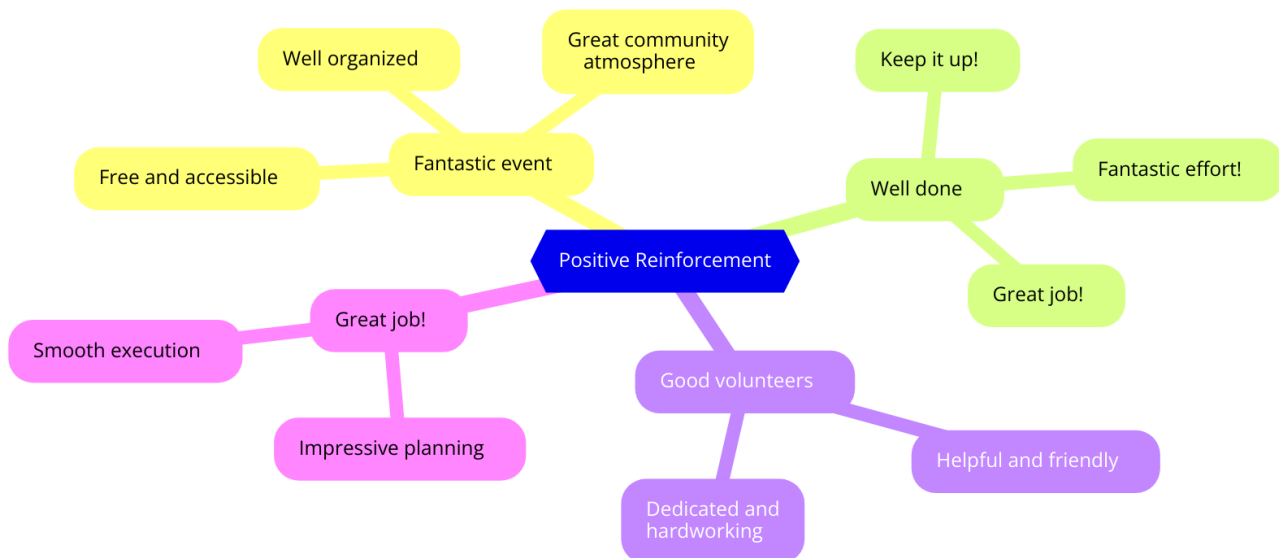 Great community
atmosphere
Well organized
Keep it up!
Fantastic event
Free and accessible
Fantastic effort!
Well done
Positive Reinforcement
Great job!
Great job!
Smooth execution
Good volunteers
Impressive planning
Helpful and friendly
Dedicated and
hardworking